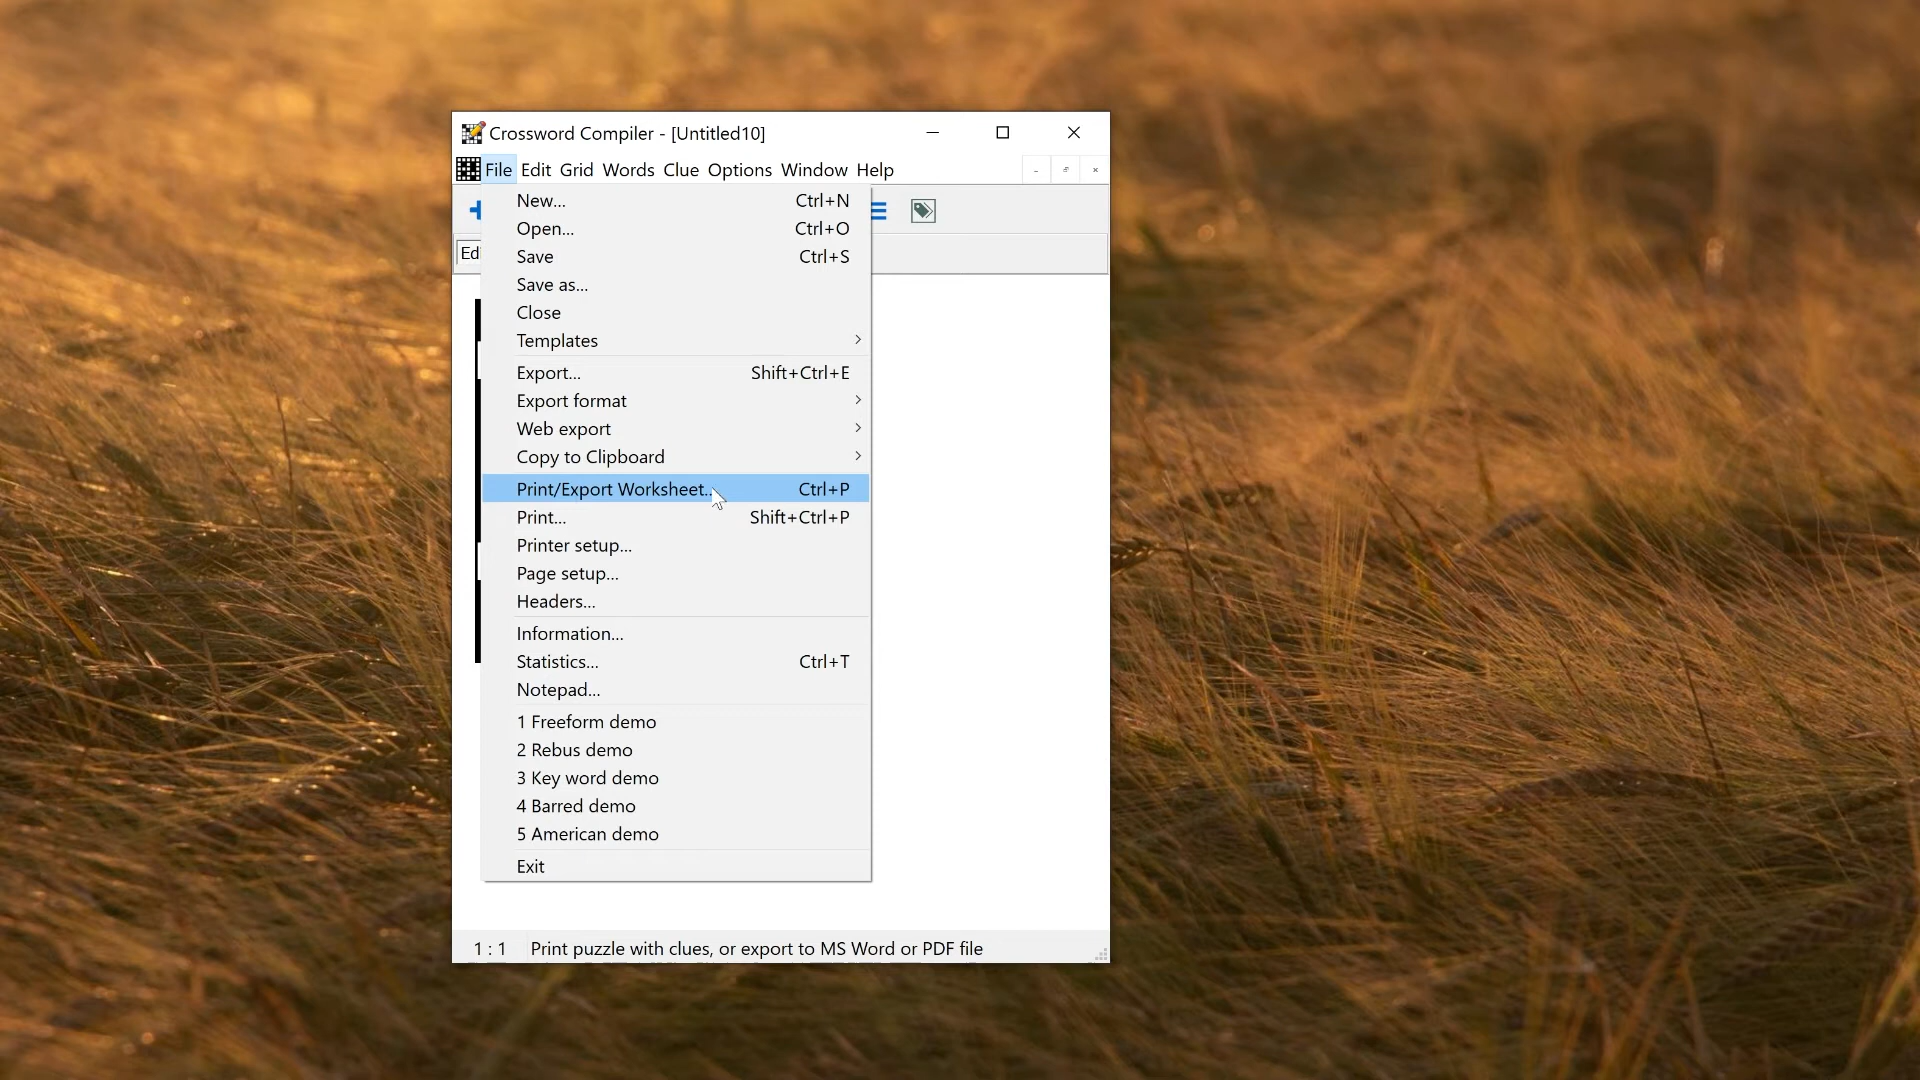 Crossword Compiler - [Untitled10]
File Edit Grid Words Clue Options Window Help
New... Ctrl+N
Open... Ctrl+O
Save Ctrl+S
Save as...
Close
Templates
Export... Shift+Ctrl+E
Export format
Web export
Copy to Clipboard
Print/Export Worksheet... Ctrl+P
Print... Shift+Ctrl+P
Printer setup...
Page setup...
Headers...
Information...
Statistics... Ctrl+T
Notepad...
1 Freeform demo
2 Rebus demo
3 Key word demo
4 Barred demo
5 American demo
Exit
1 : 1 Print puzzle with clues, or export to MS Word or PDF file